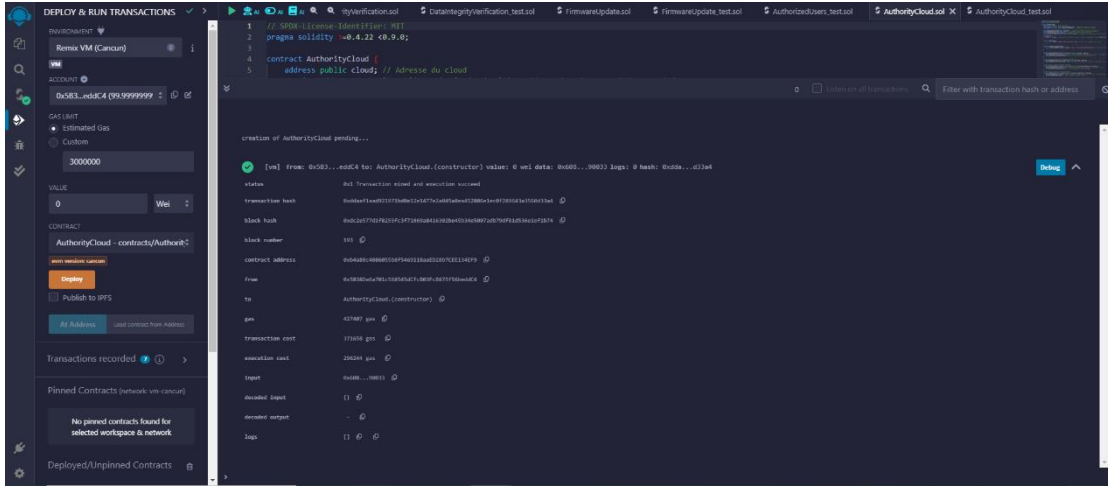 DEPLOY & RUN TRANSACTIONS
ENVIRONMENT
Remix VM (Cancun)
VM
ACCOUNT
0x5B3...eddC4 (99.9999999
GAS LIMIT
Estimated Gas
Custom
3000000
VALUE
0 Wei
CONTRACT
AuthorityCloud - contracts/Authorit
evm version: cancun
Deploy
Publish to IPFS
At Address Load contract from Address
Transactions recorded 7 i
Pinned Contracts (network: vm-cancun)
No pinned contracts found for
selected workspace & network
Deployed/Unpinned Contracts
ityVerification.sol DataIntegrityVerification_test.sol FirmwareUpdate.sol FirmwareUpdate_test.sol AuthorizedUsers_test.sol AuthorityCloud.sol AuthorityCloud_test.sol
1 // SPDX-License-Identifier: MIT
2 pragma solidity >=0.4.22 <0.9.0;
3
4 contract AuthorityCloud {
5 address public cloud; // Adresse du cloud
0 Listen on all transactions Filter with transaction hash or address
creation of AuthorityCloud pending...
[vm] from: 0x5B3...eddC4 to: AuthorityCloud.(constructor) value: 0 wei data: 0x608...90033 logs: 0 hash: 0xdda...d33a4
Debug
status 0x1 Transaction mined and execution succeed
transaction hash
block hash
block number 193
contract address
from
to AuthorityCloud.(constructor)
gas 427407 gas
transaction cost 371658 gas
execution cost 296244 gas
input 0x608...90033
decoded input {}
decoded output -
logs []
>